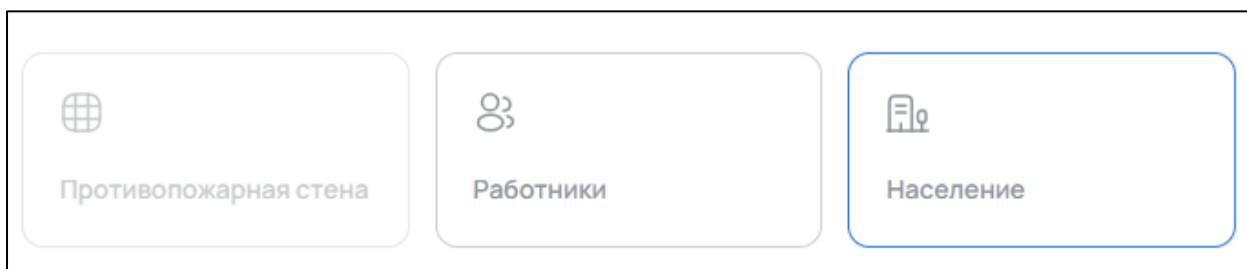 Противопожарная стена
Работники
Население